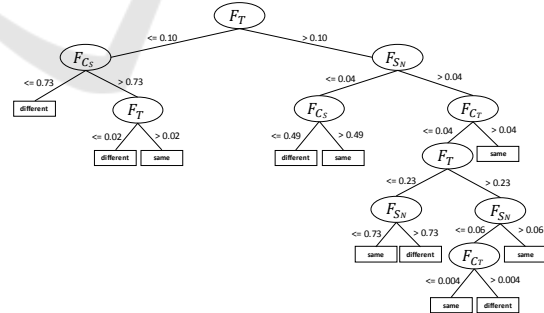 F_T
<= 0.10 > 0.10
F_{C_S} F_{S_N}
<= 0.73 > 0.73 <= 0.04 > 0.04
different F_T F_{C_S} F_{C_T}
<= 0.02 > 0.02 <= 0.49 > 0.49 <= 0.04 > 0.04
different same different same F_T same
<= 0.23 > 0.23
F_{S_N} F_{S_N}
<= 0.73 > 0.73 <= 0.06 > 0.06
same different F_{C_T} same
<= 0.004 > 0.004
same different